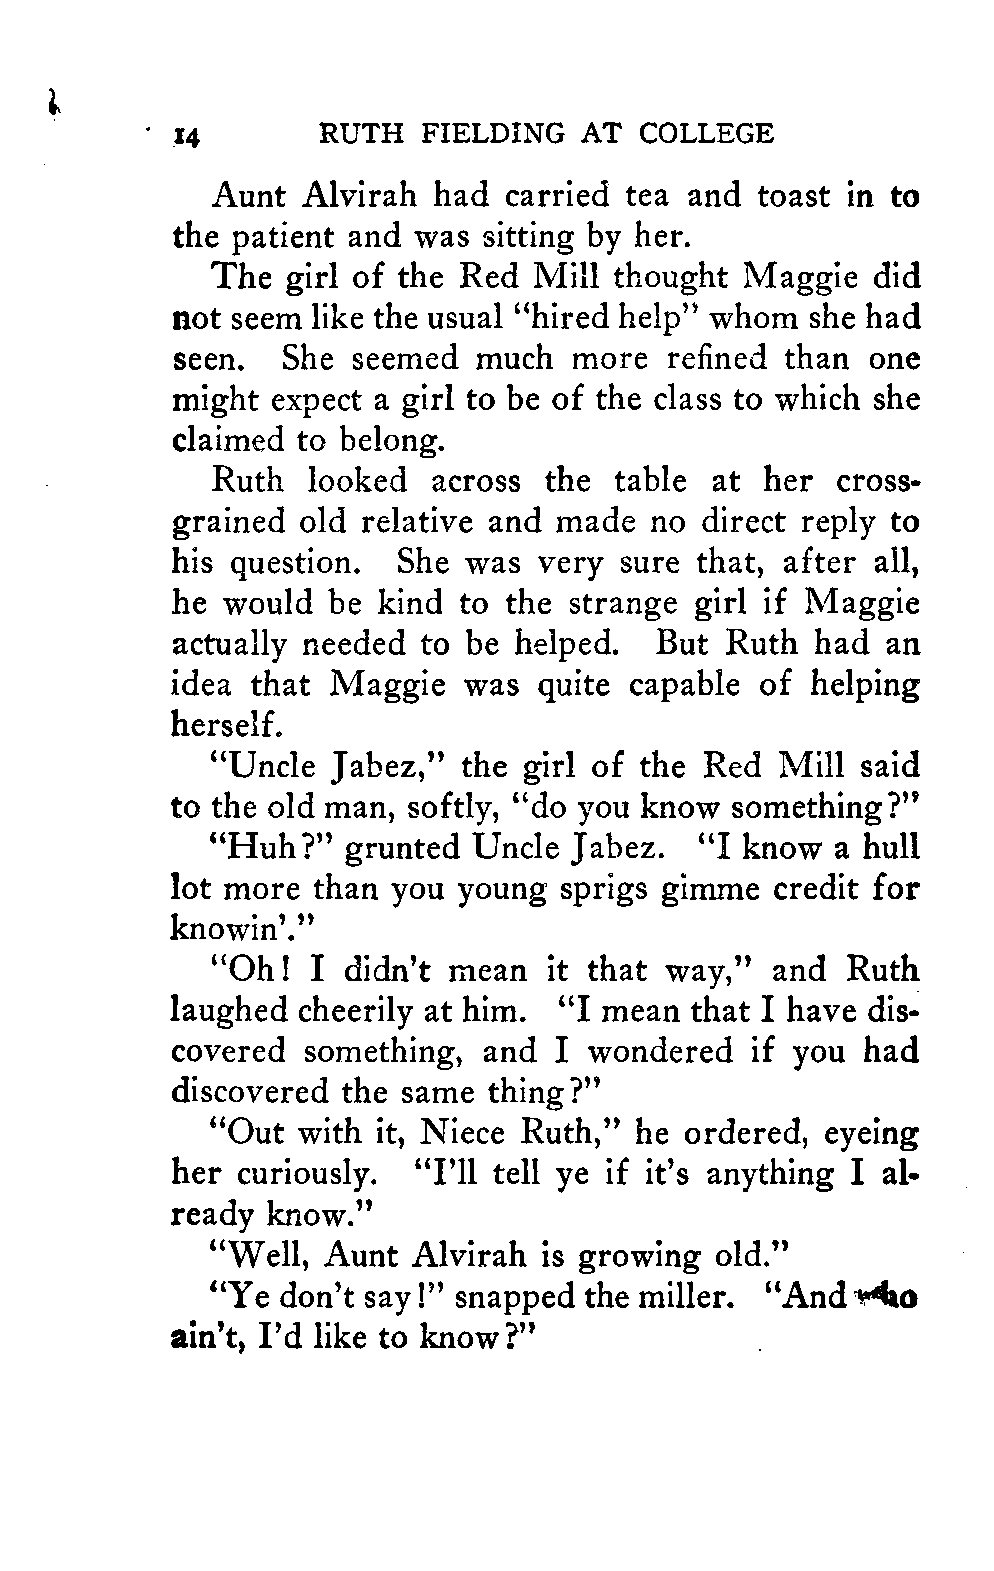 14 RUTH FIELDING AT COLLEGE
Aunt Alvirah had carried tea and toast in to
the patient and was sitting by her.
The girl of the Red Mill thought Maggie did
not seem like the usual “hired help” whom she had
seen. She seemed much more refined than one
might expect a girl to be of the class to which she
claimed to belong.
Ruth looked across the table at her cross-
grained old relative and made no direct reply to
his question. She was very sure that, after all,
he would be kind to the strange girl if Maggie
actually needed to be helped. But Ruth had an
idea that Maggie was quite capable of helping
herself.
“Uncle Jabez,” the girl of the Red Mill said
to the old man, softly, “do you know something?”
“Huh?” grunted Uncle Jabez. “I know a hull
lot more than you young sprigs gimme credit for
knowin’.”
“Oh! I didn’t mean it that way,” and Ruth
laughed cheerily at him. “I mean that I have dis-
covered something, and I wondered if you had
discovered the same thing?”
“Out with it, Niece Ruth,” he ordered, eyeing
her curiously. “I’ll tell ye if it’s anything I al-
ready know.”
“Well, Aunt Alvirah is growing old.”
“Ye don’t say!” snapped the miller. “And who
ain’t, I’d like to know?”